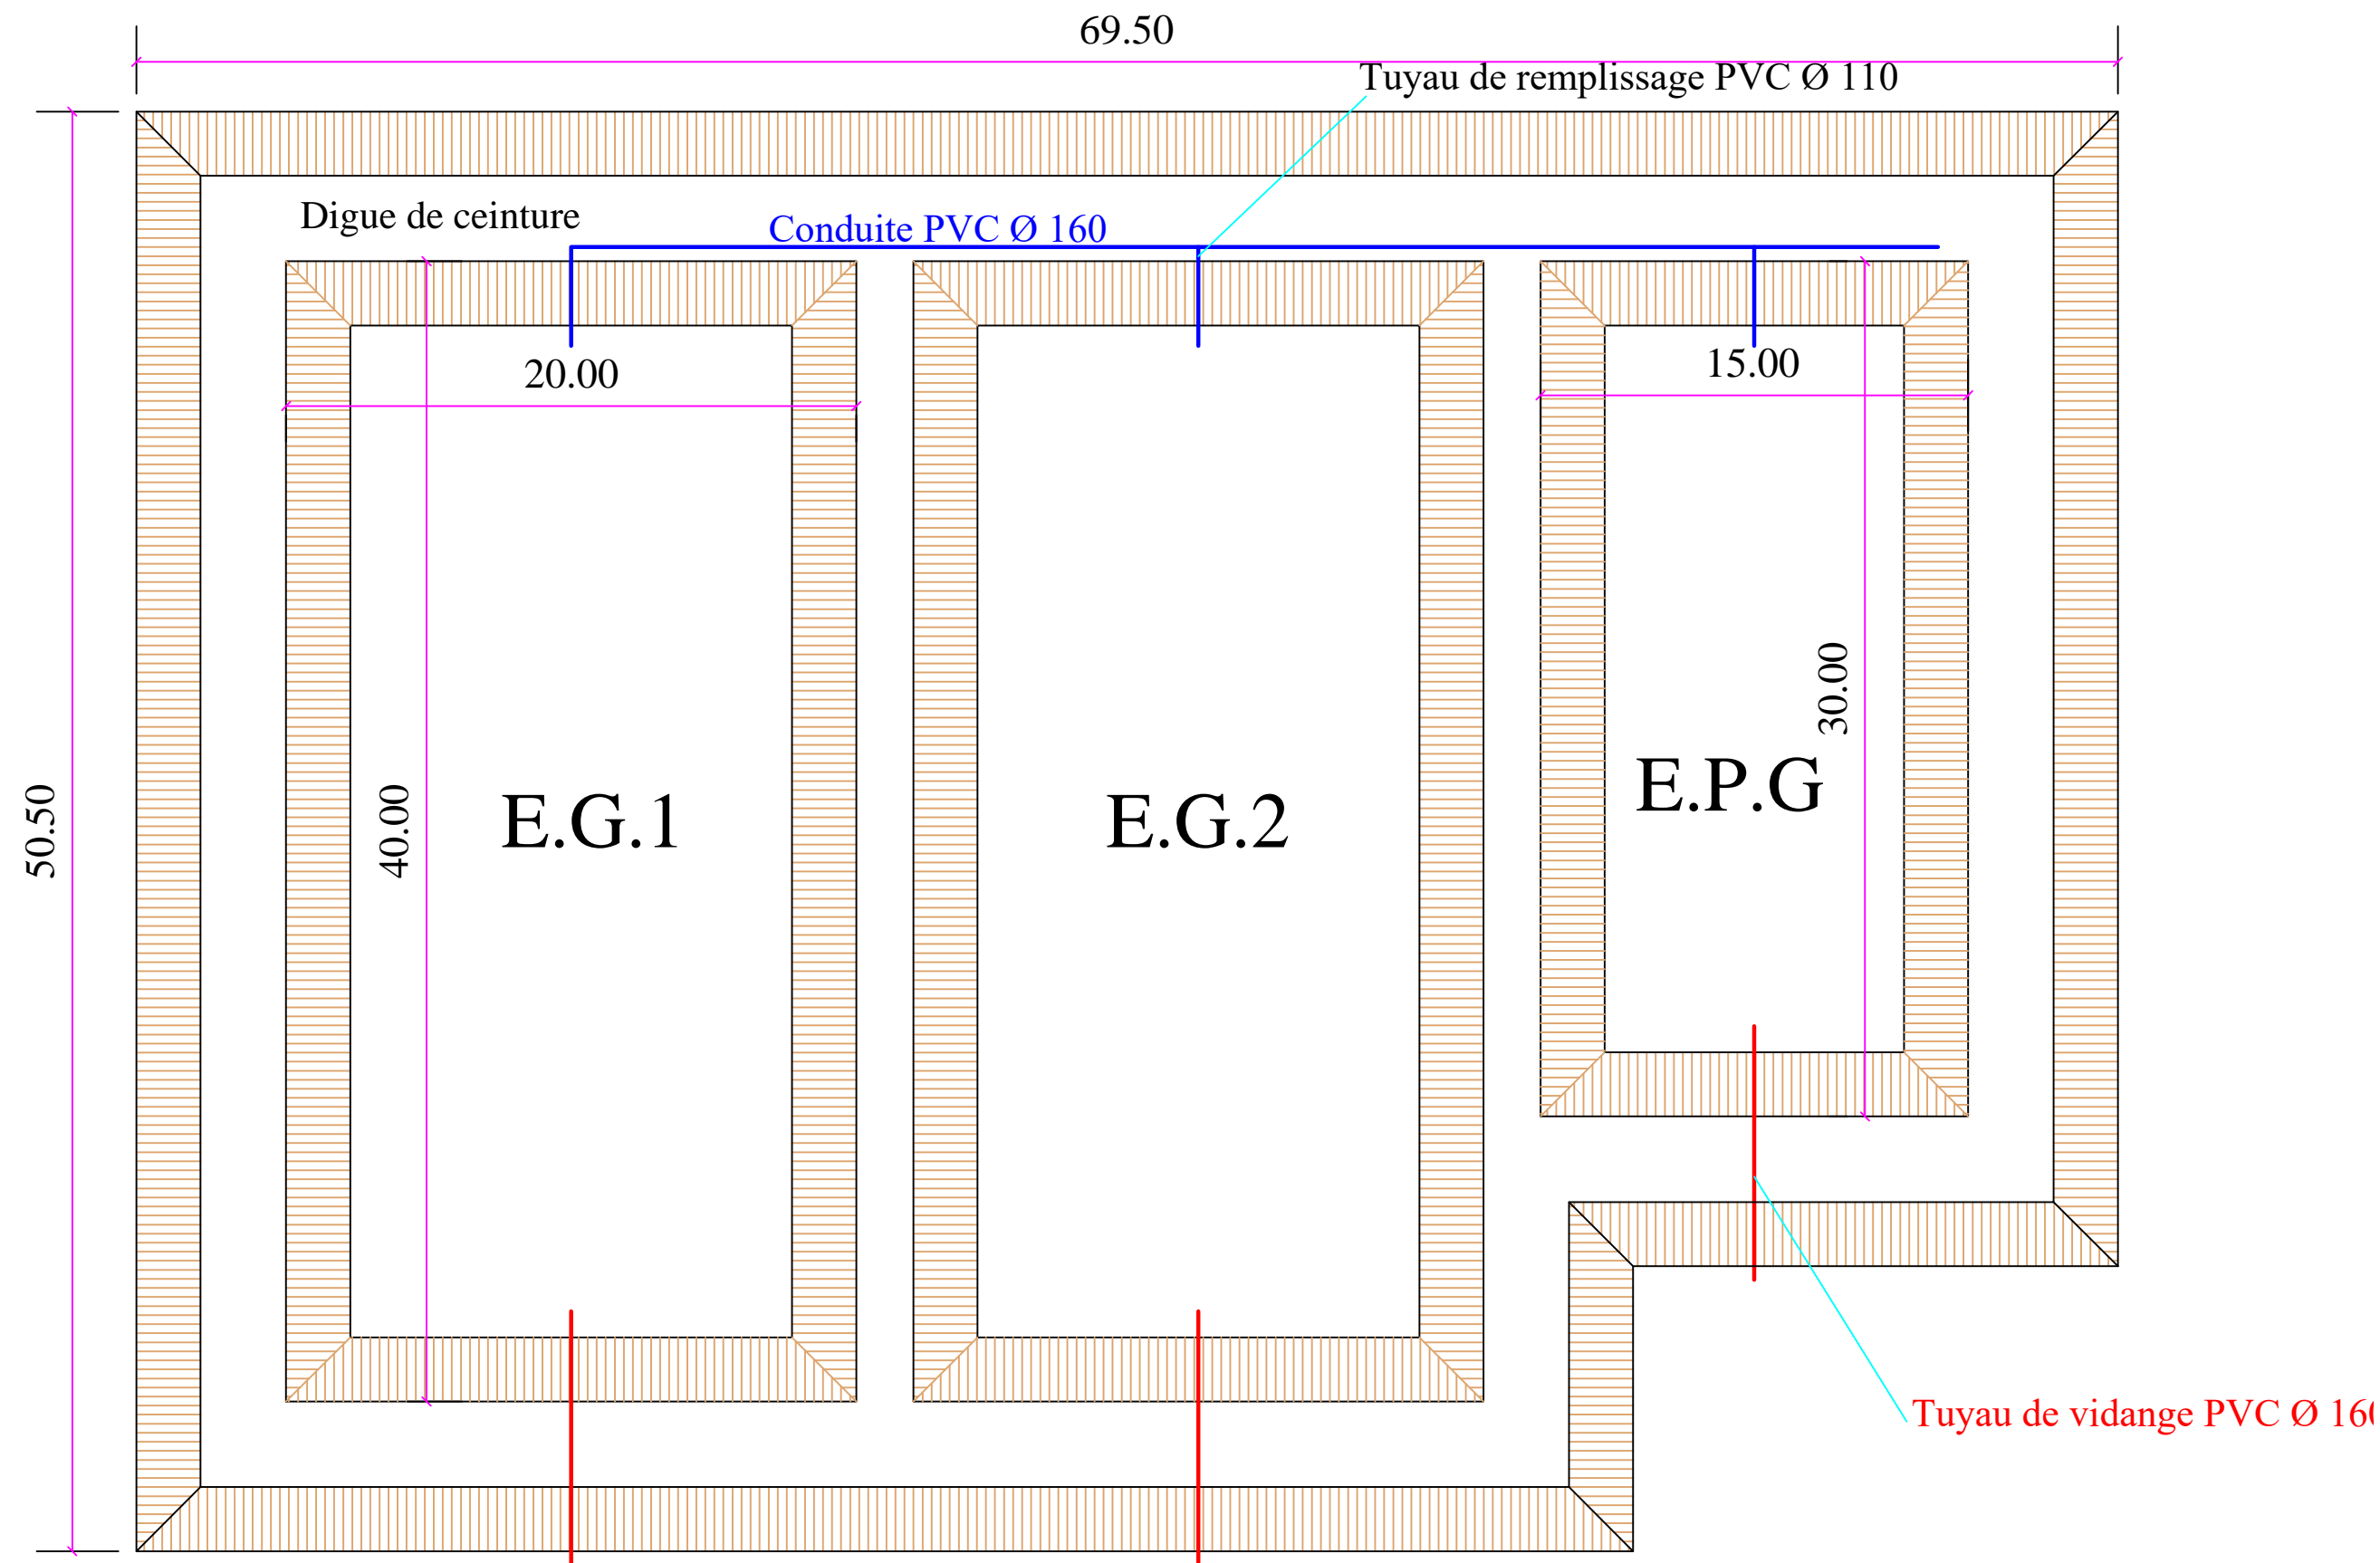 69.50
Tuyau de remplissage PVC Ø 110
Digue de ceinture
Conduite PVC Ø 160
20.00
15.00
30.00
50.50
40.00
E.G.1
E.G.2
E.P.G
Tuyau de vidange PVC Ø 160